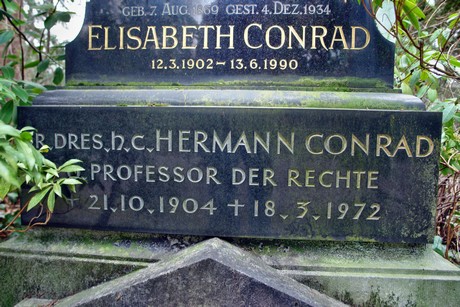 GEB. 7. AUG. 1869 GEST. 4. DEZ. 1934
ELISABETH CONRAD
12.3.1902 – 13.6.1990
DRES. h.c. HERMANN CONRAD
PROFESSOR DER RECHTE
21.10.1904 ✝ 18.3.1972